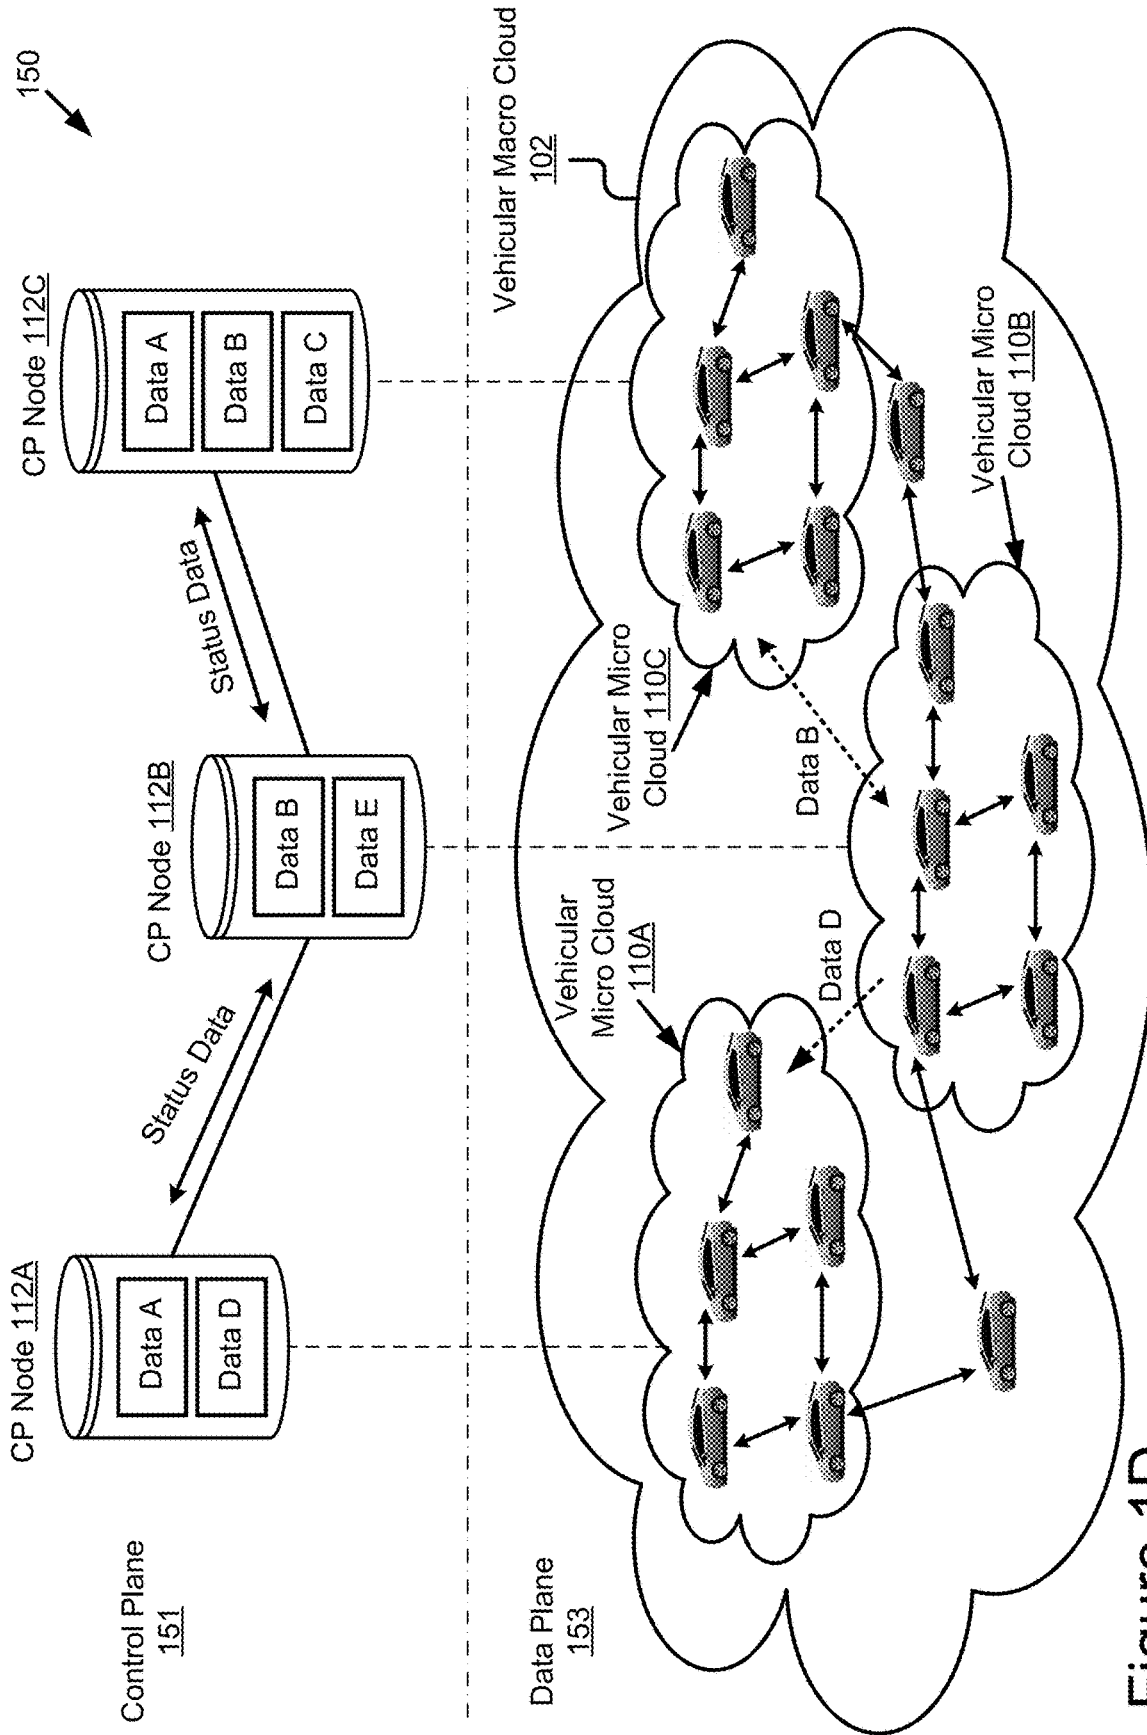 150
CP Node 112A
Data A
Data D
CP Node 112B
Data B
Data E
CP Node 112C
Data A
Data B
Data C
Status Data
Status Data
Control Plane
151
Data Plane
153
Vehicular Macro Cloud
102
Vehicular
Micro Cloud
110A
Data D
Vehicular Micro
Cloud 110C
Data B
Vehicular Micro
Cloud 110B
Figure 1D